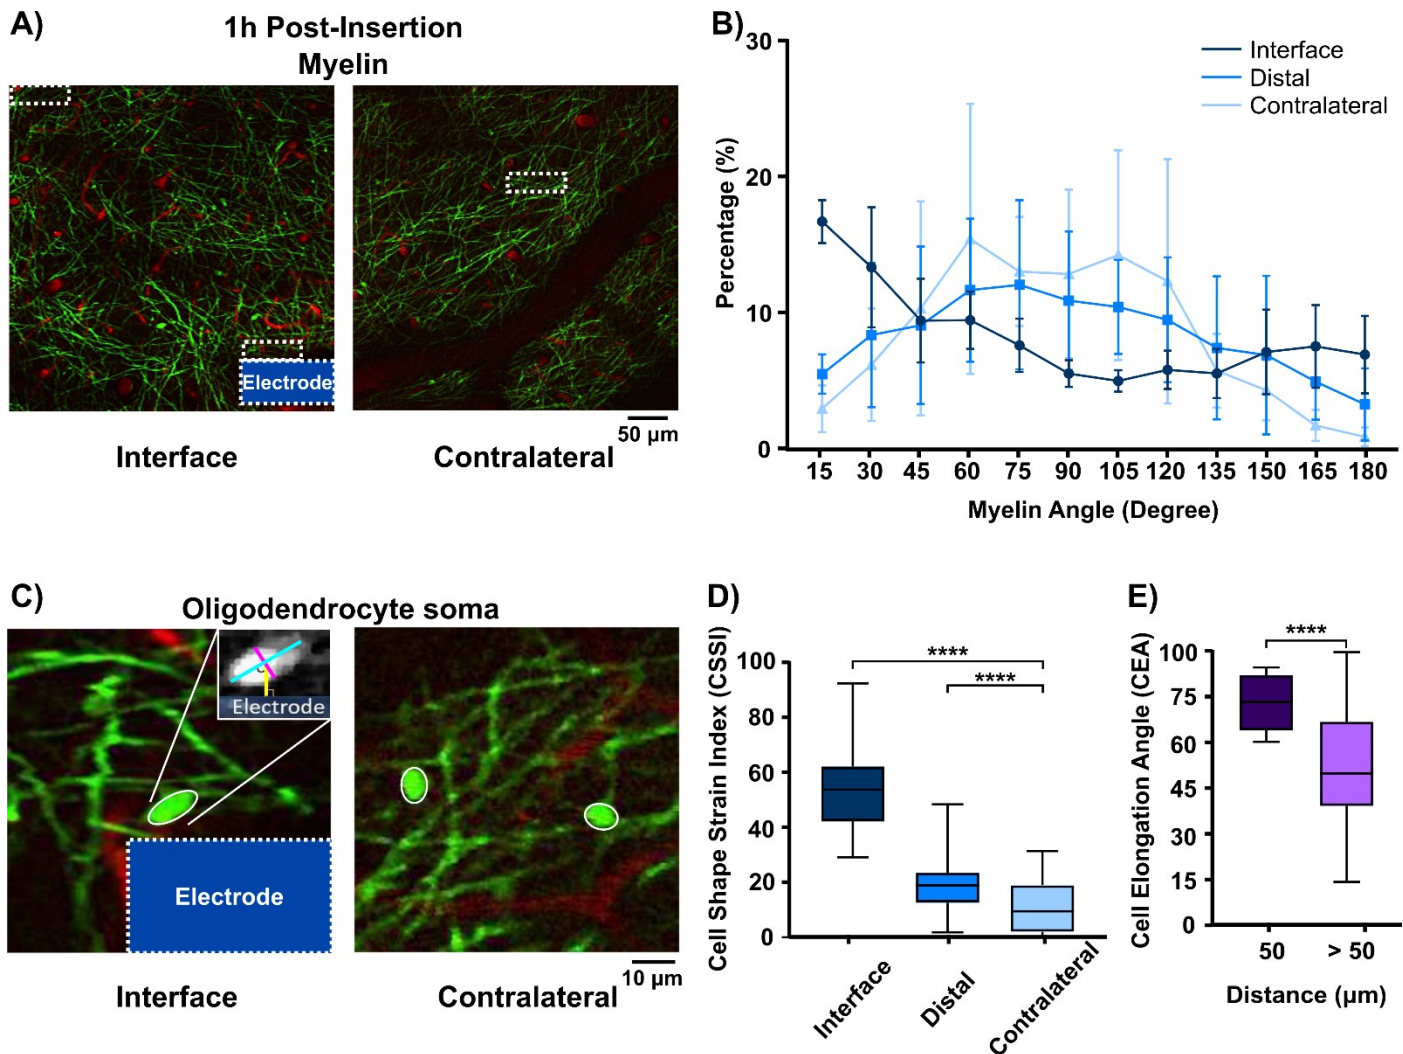 A)
1h Post-Insertion
Myelin
Electrode
50 µm
Interface
Contralateral
B)
30
20
10
0
Percentage (%)
Interface
Distal
Contralateral
15 30 45 60 75 90 105 120 135 150 165 180
Myelin Angle (Degree)
C)
Oligodendrocyte soma
Electrode
Electrode
10 µm
Interface
Contralateral
D)
Cell Shape Strain Index (CSSI)
100
80
60
40
20
0
****
****
Interface
Distal
Contralateral
E)
Cell Elongation Angle (CEA)
100
75
60
45
30
15
0
****
50 > 50
Distance (µm)